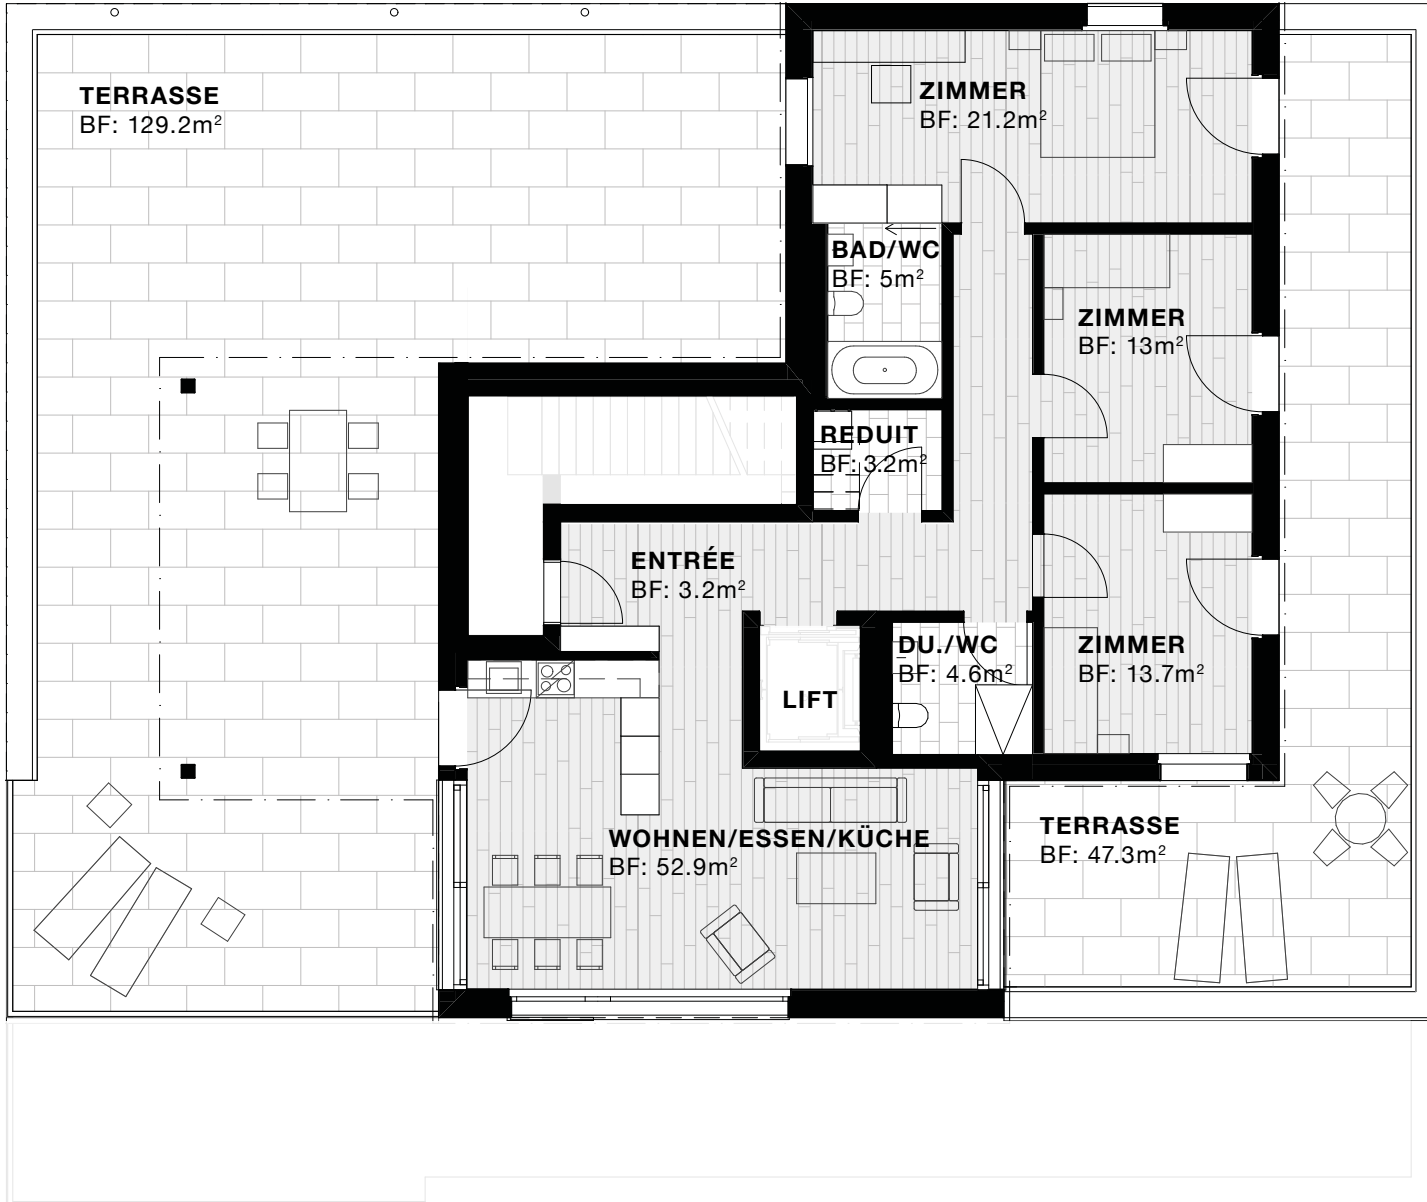 TERRASSE
BF: 129.2m²
ZIMMER
BF: 21.2m²
BAD/WC
BF: 5m²
ZIMMER
BF: 13m²
REDUIT
BF: 3.2m²
ENTRÉE
BF: 3.2m²
DU./WC
BF: 4.6m²
ZIMMER
BF: 13.7m²
LIFT
WOHNEN/ESSEN/KÜCHE
BF: 52.9m²
TERRASSE
BF: 47.3m²